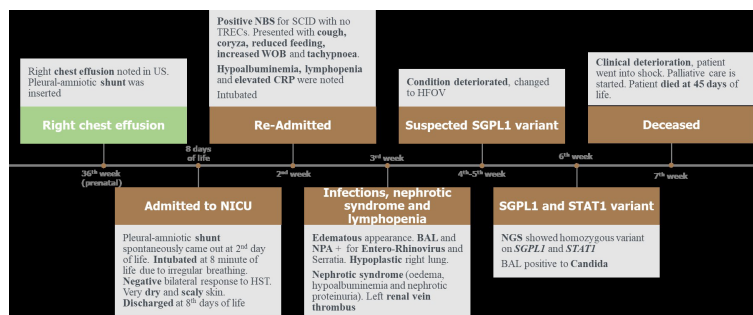 Right chest effusion noted in US.
Pleural-amniotic shunt was
inserted
Right chest effusion
Positive NBS for SCID with no
TRECs. Presented with cough,
coryza, reduced feeding,
increased WOB and tachypnoea.
Hypoalbuminemia, lymphopenia
and elevated CRP were noted
Intubated
Re-Admitted
Condition deteriorated, changed
to HFOV
Suspected SGPL1 variant
Clinical deterioration, patient
went into shock. Palliative care is
started. Patient died at 45 days of
life.
Deceased
36th week
(prenatal)
8 days
of life
2nd week
3rd week
4th-5th week
6th week
7th week
Admitted to NICU
Pleural-amniotic shunt
spontaneously came out at 2nd day
of life. Intubated at 8 minute of
life due to irregular breathing.
Negative bilateral response to HST.
Very dry and scaly skin.
Discharged at 8th days of life
Infections, nephrotic
syndrome and
lymphopenia
Edematous appearance. BAL and
NPA + for Entero-Rhinovirus and
Serratia. Hypoplastic right lung.
Nephrotic syndrome (oedema,
hypoalbuminemia and nephrotic
proteinuria). Left renal vein
thrombus
SGPL1 and STAT1 variant
NGS showed homozygous variant
on SGPL1 and STAT1
BAL positive to Candida